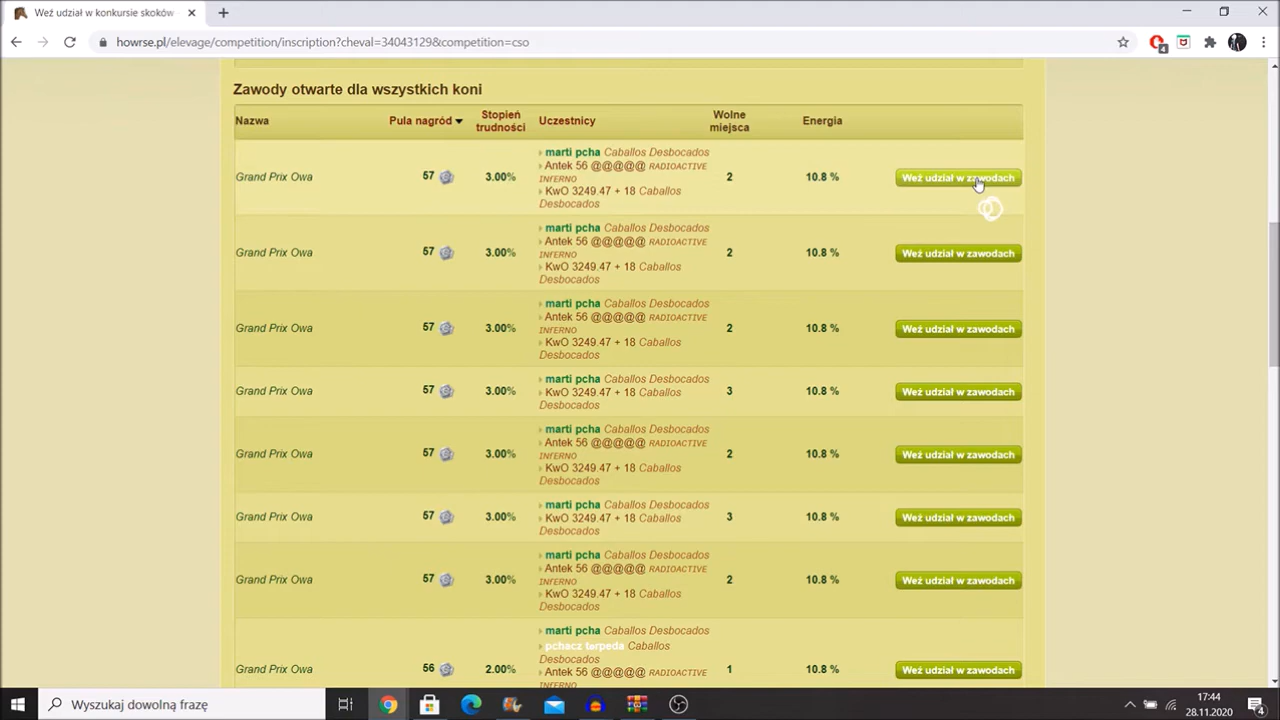 Weź udział w konkursie skoków
howrse.pl/elevage/competition/inscription?cheval=34043129&competition=cso
4
Zawody otwarte dla wszystkich koni
Nazwa Pula nagród Stopień trudności Uczestnicy Wolne miejsca Energia
marti pcha Caballos Desbocados
Antek 56 @@@@@ RADIOACTIVE
INfERNO
Grand Prix Owa 57 3.00% 2 10.8 % Weź udział w zawodach
KwO 3249.47 + 18 Caballos
Desbocados
marti pcha Caballos Desbocados
Antek 56 @@@@@ RADIOACTIVE
INfERNO
Grand Prix Owa 57 3.00% 2 10.8 % Weź udział w zawodach
KwO 3249.47 + 18 Caballos
Desbocados
marti pcha Caballos Desbocados
Antek 56 @@@@@ RADIOACTIVE
INfERNO
Grand Prix Owa 57 3.00% 2 10.8 % Weź udział w zawodach
KwO 3249.47 + 18 Caballos
Desbocados
marti pcha Caballos Desbocados
Grand Prix Owa 57 3.00% KwO 3249.47 + 18 Caballos 3 10.8 % Weź udział w zawodach
Desbocados
marti pcha Caballos Desbocados
Antek 56 @@@@@ RADIOACTIVE
INfERNO
Grand Prix Owa 57 3.00% 2 10.8 % Weź udział w zawodach
KwO 3249.47 + 18 Caballos
Desbocados
marti pcha Caballos Desbocados
Grand Prix Owa 57 3.00% KwO 3249.47 + 18 Caballos 3 10.8 % Weź udział w zawodach
Desbocados
marti pcha Caballos Desbocados
Antek 56 @@@@@ RADIOACTIVE
INfERNO
Grand Prix Owa 57 3.00% 2 10.8 % Weź udział w zawodach
KwO 3249.47 + 18 Caballos
Desbocados
marti pcha Caballos Desbocados
pchacz terpeda Caballos
Desbocados
Grand Prix Owa 56 2.00% Antek 56 @@@@@ RADIOACTIVE 1 10.8 % Weź udział w zawodach
INfERNO
Wyszukaj dowolną frazę
17:44
28.11.2020
4